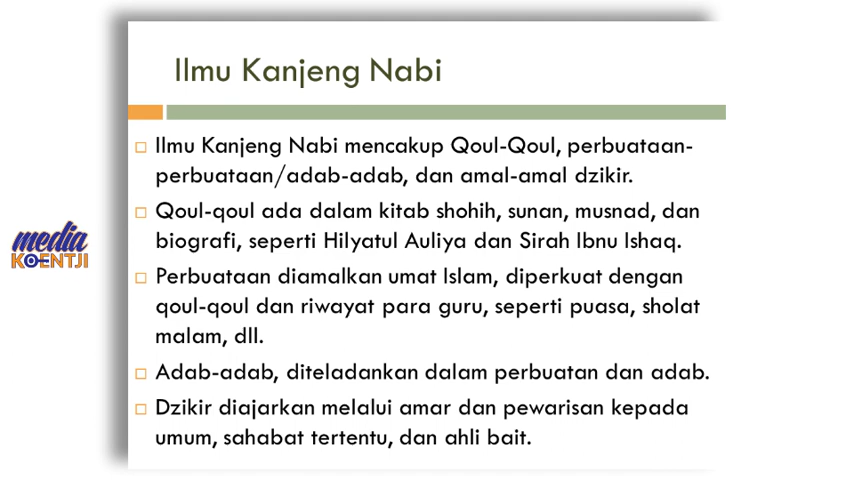 Ilmu Kanjeng Nabi
Ilmu Kanjeng Nabi mencakup Qoul-Qoul, perbuataan-
perbuataan/adab-adab, dan amal-amal dzikir.
Qoul-qoul ada dalam kitab shohih, sunan, musnad, dan
biografi, seperti Hilyatul Auliya dan Sirah Ibnu Ishaq.
Perbuataan diamalkan umat Islam, diperkuat dengan
qoul-qoul dan riwayat para guru, seperti puasa, sholat
malam, dll.
Adab-adab, diteladankan dalam perbuatan dan adab.
Dzikir diajarkan melalui amar dan pewarisan kepada
umum, sahabat tertentu, dan ahli bait.
media
KOENTJI